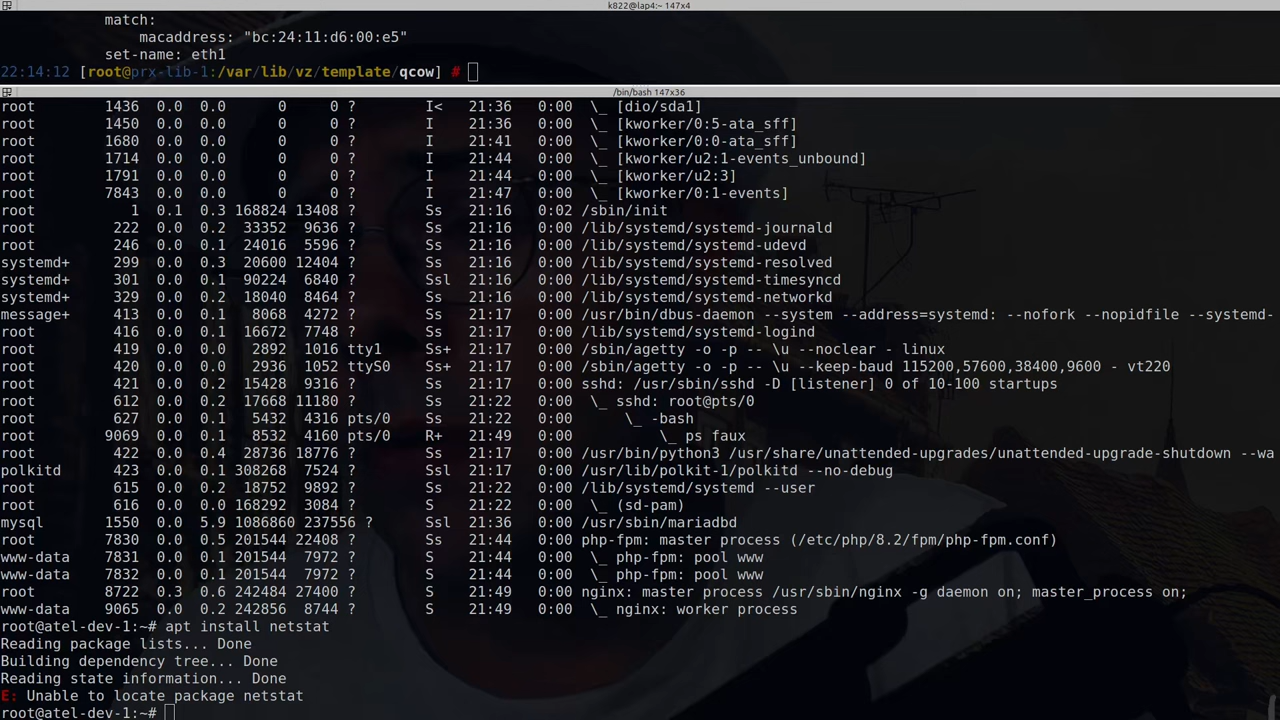 k822@lap4:~ 147x4
match:
macaddress: "bc:24:11:d6:00:e5"
set-name: eth1
22:14:12 [root@prx-lib-1:/var/lib/vz/template/qcow] #
/bin/bash 147x36
root 1436 0.0 0.0 0 0 ? I< 21:36 0:00 \_ [dio/sda1]
root 1450 0.0 0.0 0 0 ? I 21:36 0:00 \_ [kworker/0:5-ata_sff]
root 1680 0.0 0.0 0 0 ? I 21:41 0:00 \_ [kworker/0:0-ata_sff]
root 1714 0.0 0.0 0 0 ? I 21:44 0:00 \_ [kworker/u2:1-events_unbound]
root 1791 0.0 0.0 0 0 ? I 21:44 0:00 \_ [kworker/u2:3]
root 7843 0.0 0.0 0 0 ? I 21:47 0:00 \_ [kworker/0:1-events]
root 1 0.1 0.3 168824 13408 ? Ss 21:16 0:02 /sbin/init
root 222 0.0 0.2 33352 9636 ? Ss 21:16 0:00 /lib/systemd/systemd-journald
root 246 0.0 0.1 24016 5596 ? Ss 21:16 0:00 /lib/systemd/systemd-udevd
systemd+ 299 0.0 0.3 20600 12404 ? Ss 21:16 0:00 /lib/systemd/systemd-resolved
systemd+ 301 0.0 0.1 90224 6840 ? Ssl 21:16 0:00 /lib/systemd/systemd-timesyncd
systemd+ 329 0.0 0.2 18040 8464 ? Ss 21:16 0:00 /lib/systemd/systemd-networkd
message+ 413 0.0 0.1 8068 4272 ? Ss 21:17 0:00 /usr/bin/dbus-daemon --system --address=systemd: --nofork --nopidfile --systemd-
root 416 0.0 0.1 16672 7748 ? Ss 21:17 0:00 /lib/systemd/systemd-logind
root 419 0.0 0.0 2892 1016 tty1 Ss+ 21:17 0:00 /sbin/agetty -o -p -- \u --noclear - linux
root 420 0.0 0.0 2936 1052 ttyS0 Ss+ 21:17 0:00 /sbin/agetty -o -p -- \u --keep-baud 115200,57600,38400,9600 - vt220
root 421 0.0 0.2 15428 9316 ? Ss 21:17 0:00 sshd: /usr/sbin/sshd -D [listener] 0 of 10-100 startups
root 612 0.0 0.2 17668 11180 ? Ss 21:22 0:00 \_ sshd: root@pts/0
root 627 0.0 0.1 5432 4316 pts/0 Ss 21:22 0:00 \_ -bash
root 9069 0.0 0.1 8532 4160 pts/0 R+ 21:49 0:00 \_ ps faux
root 422 0.0 0.4 28736 18776 ? Ss 21:17 0:00 /usr/bin/python3 /usr/share/unattended-upgrades/unattended-upgrade-shutdown --wa
polkitd 423 0.0 0.1 308268 7524 ? Ssl 21:17 0:00 /usr/lib/polkit-1/polkitd --no-debug
root 615 0.0 0.2 18752 9892 ? Ss 21:22 0:00 /lib/systemd/systemd --user
root 616 0.0 0.0 168292 3084 ? S 21:22 0:00 \_ (sd-pam)
mysql 1550 0.0 5.9 1086860 237556 ? Ssl 21:36 0:00 /usr/sbin/mariadbd
root 7830 0.0 0.5 201544 22408 ? Ss 21:44 0:00 php-fpm: master process (/etc/php/8.2/fpm/php-fpm.conf)
www-data 7831 0.0 0.1 201544 7972 ? S 21:44 0:00 \_ php-fpm: pool www
www-data 7832 0.0 0.1 201544 7972 ? S 21:44 0:00 \_ php-fpm: pool www
root 8722 0.3 0.6 242484 27400 ? S 21:49 0:00 nginx: master process /usr/sbin/nginx -g daemon on; master_process on;
www-data 9065 0.0 0.2 242856 8744 ? S 21:49 0:00 \_ nginx: worker process
root@atel-dev-1:~# apt install netstat
Reading package lists... Done
Building dependency tree... Done
Reading state information... Done
E: Unable to locate package netstat
root@atel-dev-1:~#